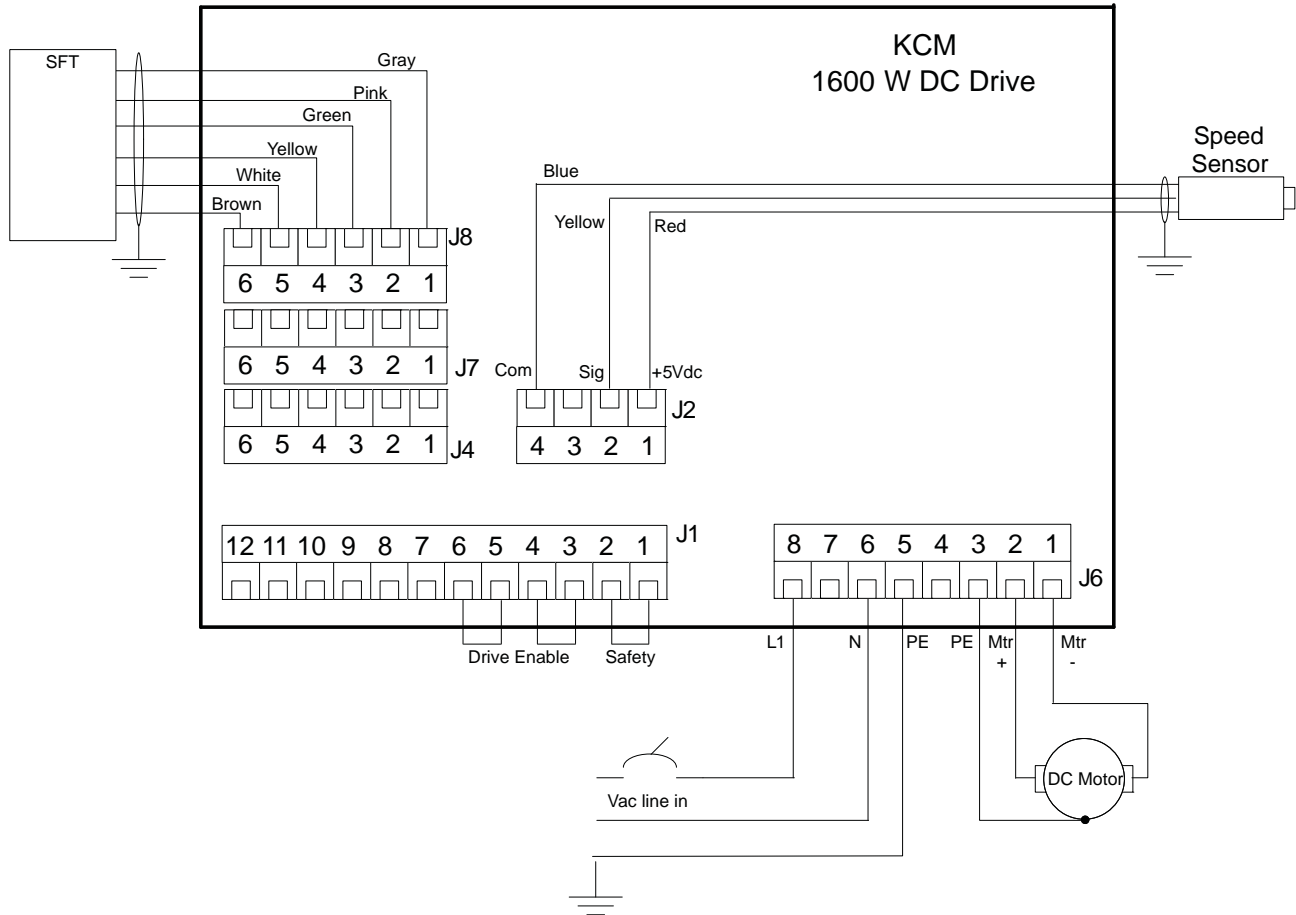 KCM
1600 W DC Drive
SFT
Gray
Pink
Green
Yellow
White
Brown
J8
6 5 4 3 2 1
6 5 4 3 2 1
J7
6 5 4 3 2 1
J4
Speed
Sensor
Blue
Yellow
Red
Com
Sig
+5Vdc
J2
4 3 2 1
J1
12 11 10 9 8 7 6 5 4 3 2 1
Drive Enable
Safety
8 7 6 5 4 3 2 1
J6
L1
N
PE
PE
Mtr
+
Mtr
-
DC Motor
Vac line in